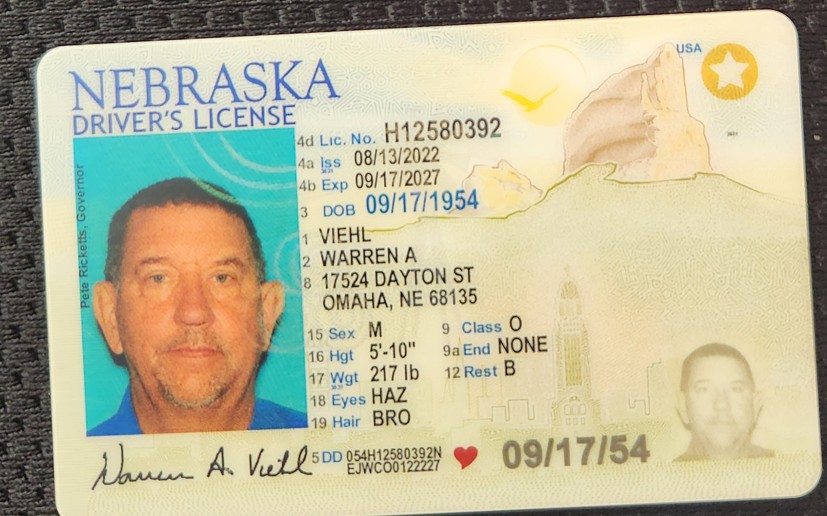 NEBRASKA
DRIVER'S LICENSE
USA
Pete Ricketts, Governor
4d Lic. No. H12580392
4a Iss 08/13/2022
4b Exp 09/17/2027
3 DOB 09/17/1954
1 VIEHL
2 WARREN A
8 17524 DAYTON ST
OMAHA, NE 68135
15 Sex M 9 Class O
16 Hgt 5'-10" 9a End NONE
17 Wgt 217 lb 12 Rest B
18 Eyes HAZ
19 Hair BRO
Warren A. Viehl
5 DD 054H12580392N
EJWCO0122227
09/17/54